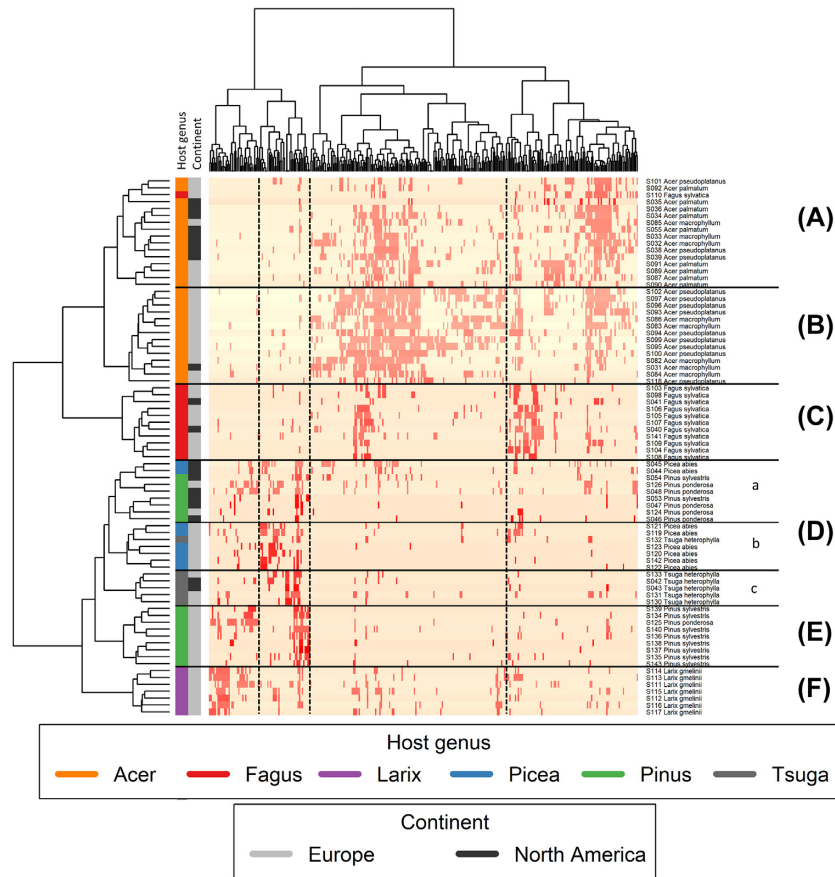 Host genus
Continent
S101 Acer pseudoplatanus
S092 Acer palmatum
S110 Fagus sylvatica
S035 Acer palmatum
S036 Acer palmatum
S034 Acer palmatum
S085 Acer macrophyllum
S055 Acer palmatum
S033 Acer macrophyllum
S032 Acer macrophyllum
S038 Acer pseudoplatanus
S039 Acer pseudoplatanus
S091 Acer palmatum
S089 Acer palmatum
S087 Acer palmatum
S090 Acer palmatum
(A)
S102 Acer pseudoplatanus
S097 Acer pseudoplatanus
S096 Acer pseudoplatanus
S093 Acer pseudoplatanus
S086 Acer macrophyllum
S083 Acer macrophyllum
S094 Acer pseudoplatanus
S099 Acer pseudoplatanus
S095 Acer pseudoplatanus
S100 Acer pseudoplatanus
S082 Acer macrophyllum
S031 Acer macrophyllum
S084 Acer macrophyllum
S118 Acer pseudoplatanus
(B)
S103 Fagus sylvatica
S098 Fagus sylvatica
S041 Fagus sylvatica
S106 Fagus sylvatica
S105 Fagus sylvatica
S107 Fagus sylvatica
S040 Fagus sylvatica
S141 Fagus sylvatica
S109 Fagus sylvatica
S104 Fagus sylvatica
S108 Fagus sylvatica
(C)
S045 Picea abies
S044 Picea abies
S054 Pinus sylvestris
S126 Pinus ponderosa
S048 Pinus ponderosa
S053 Pinus sylvestris
S047 Pinus ponderosa
S124 Pinus ponderosa
S046 Pinus ponderosa
a
S121 Picea abies
S119 Picea abies
S132 Tsuga heterophylla
S123 Picea abies
S120 Picea abies
S142 Picea abies
S122 Picea abies
b
(D)
S133 Tsuga heterophylla
S042 Tsuga heterophylla
S043 Tsuga heterophylla
S131 Tsuga heterophylla
S130 Tsuga heterophylla
c
S139 Pinus sylvestris
S134 Pinus sylvestris
S125 Pinus ponderosa
S140 Pinus sylvestris
S136 Pinus sylvestris
S138 Pinus sylvestris
S137 Pinus sylvestris
S135 Pinus sylvestris
S143 Pinus sylvestris
(E)
S114 Larix gmelinii
S113 Larix gmelinii
S111 Larix gmelinii
S115 Larix gmelinii
S112 Larix gmelinii
S116 Larix gmelinii
S117 Larix gmelinii
(F)
Host genus
Acer Fagus Larix Picea Pinus Tsuga
Continent
Europe North America